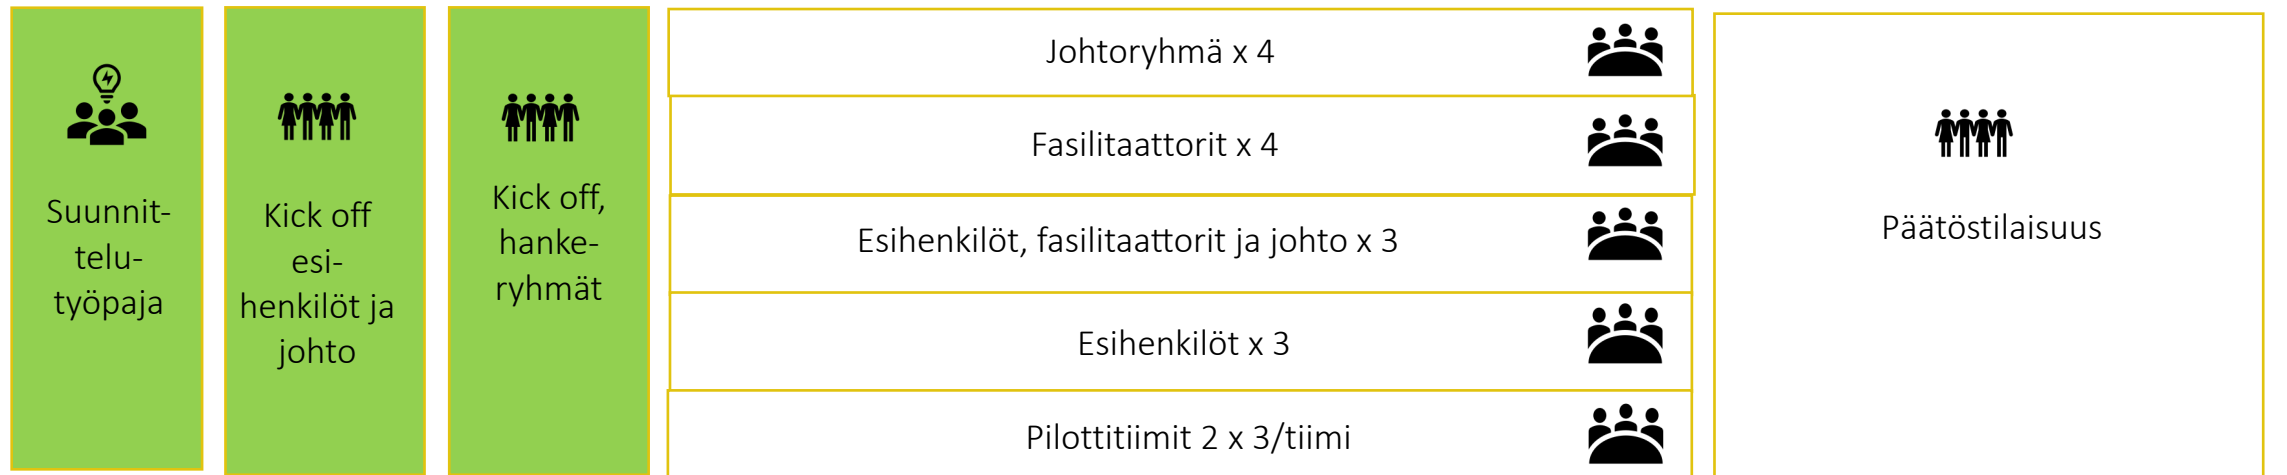 Suunnit-
telu-
työpaja
Kick off
esi-
henkilöt ja
johto
Kick off,
hanke-
ryhmät
Johtoryhmä x 4
Fasilitaattorit x 4
Esihenkilöt, fasilitaattorit ja johto x 3
Esihenkilöt x 3
Pilottitiimit 2 x 3/tiimi
Päätöstilaisuus